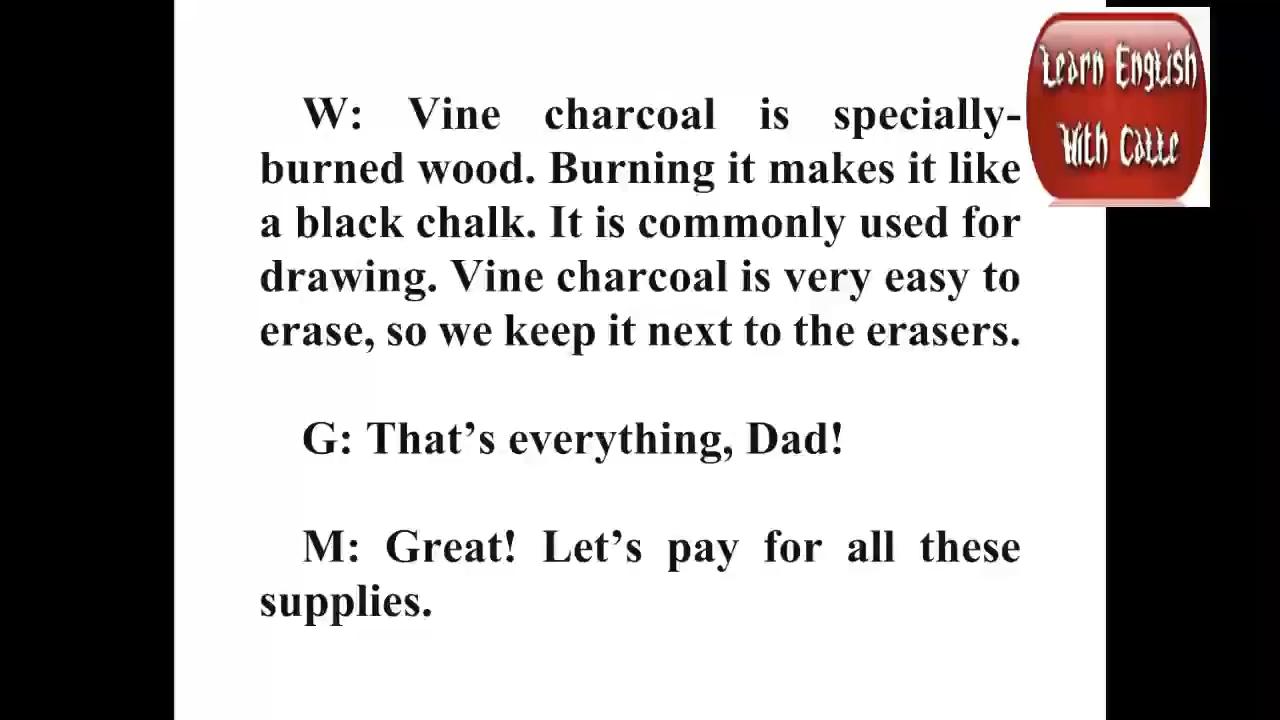 W: Vine charcoal is specially-
burned wood. Burning it makes it like
a black chalk. It is commonly used for
drawing. Vine charcoal is very easy to
erase, so we keep it next to the erasers.
G: That’s everything, Dad!
M: Great! Let’s pay for all these
supplies.
Learn English
With Catte